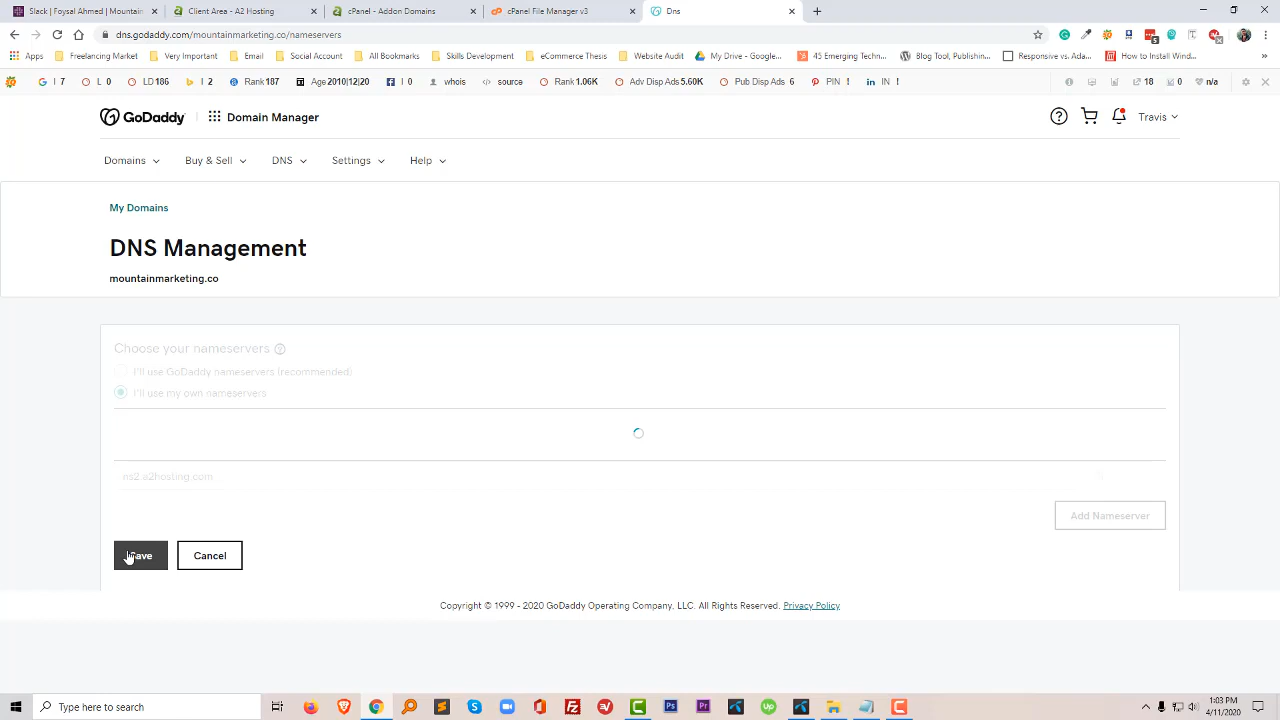 Slack | Foysal Ahmed | Mountain
Client Area - A2 Hosting
cPanel - Addon Domains
cPanel File Manager v3
Dns
dns.godaddy.com/mountainmarketing.co/nameservers
Apps
Freelancing Market
Very Important
Email
Social Account
All Bookmarks
Skills Development
eCommerce Thesis
Website Audit
My Drive - Google...
45 Emerging Techn...
Blog Tool, Publishin...
Responsive vs. Ada...
How to Install Wind...
I 7
L 0
LD 186
I 2
Rank 187
Age 2010|12|20
I 0
whois
source
Rank 1.06K
Adv Disp Ads 5.60K
Pub Disp Ads 6
PIN !
IN !
18
0
n/a
GoDaddy
Domain Manager
Travis
Domains
Buy & Sell
DNS
Settings
Help
My Domains
DNS Management
mountainmarketing.co
Choose your nameservers
I'll use GoDaddy nameservers (recommended)
I'll use my own nameservers
ns2.a2hosting.com
Add Nameserver
Save
Cancel
Copyright © 1999 - 2020 GoDaddy Operating Company, LLC. All Rights Reserved. Privacy Policy
Type here to search
1:03 PM
4/11/2020